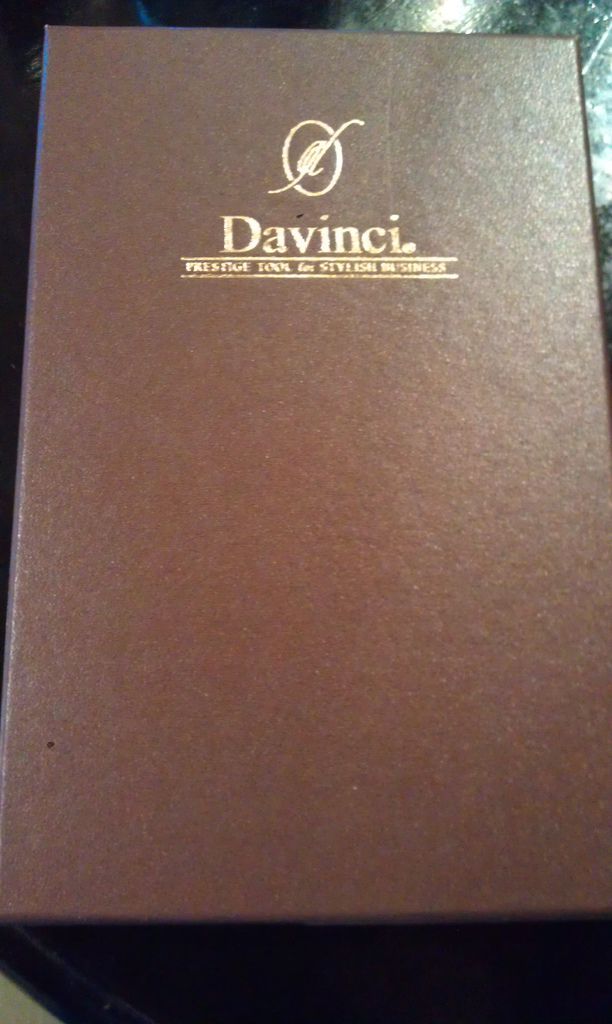 d
Davinci.
PRESTIGE TOOL for STYLISH BUSINESS